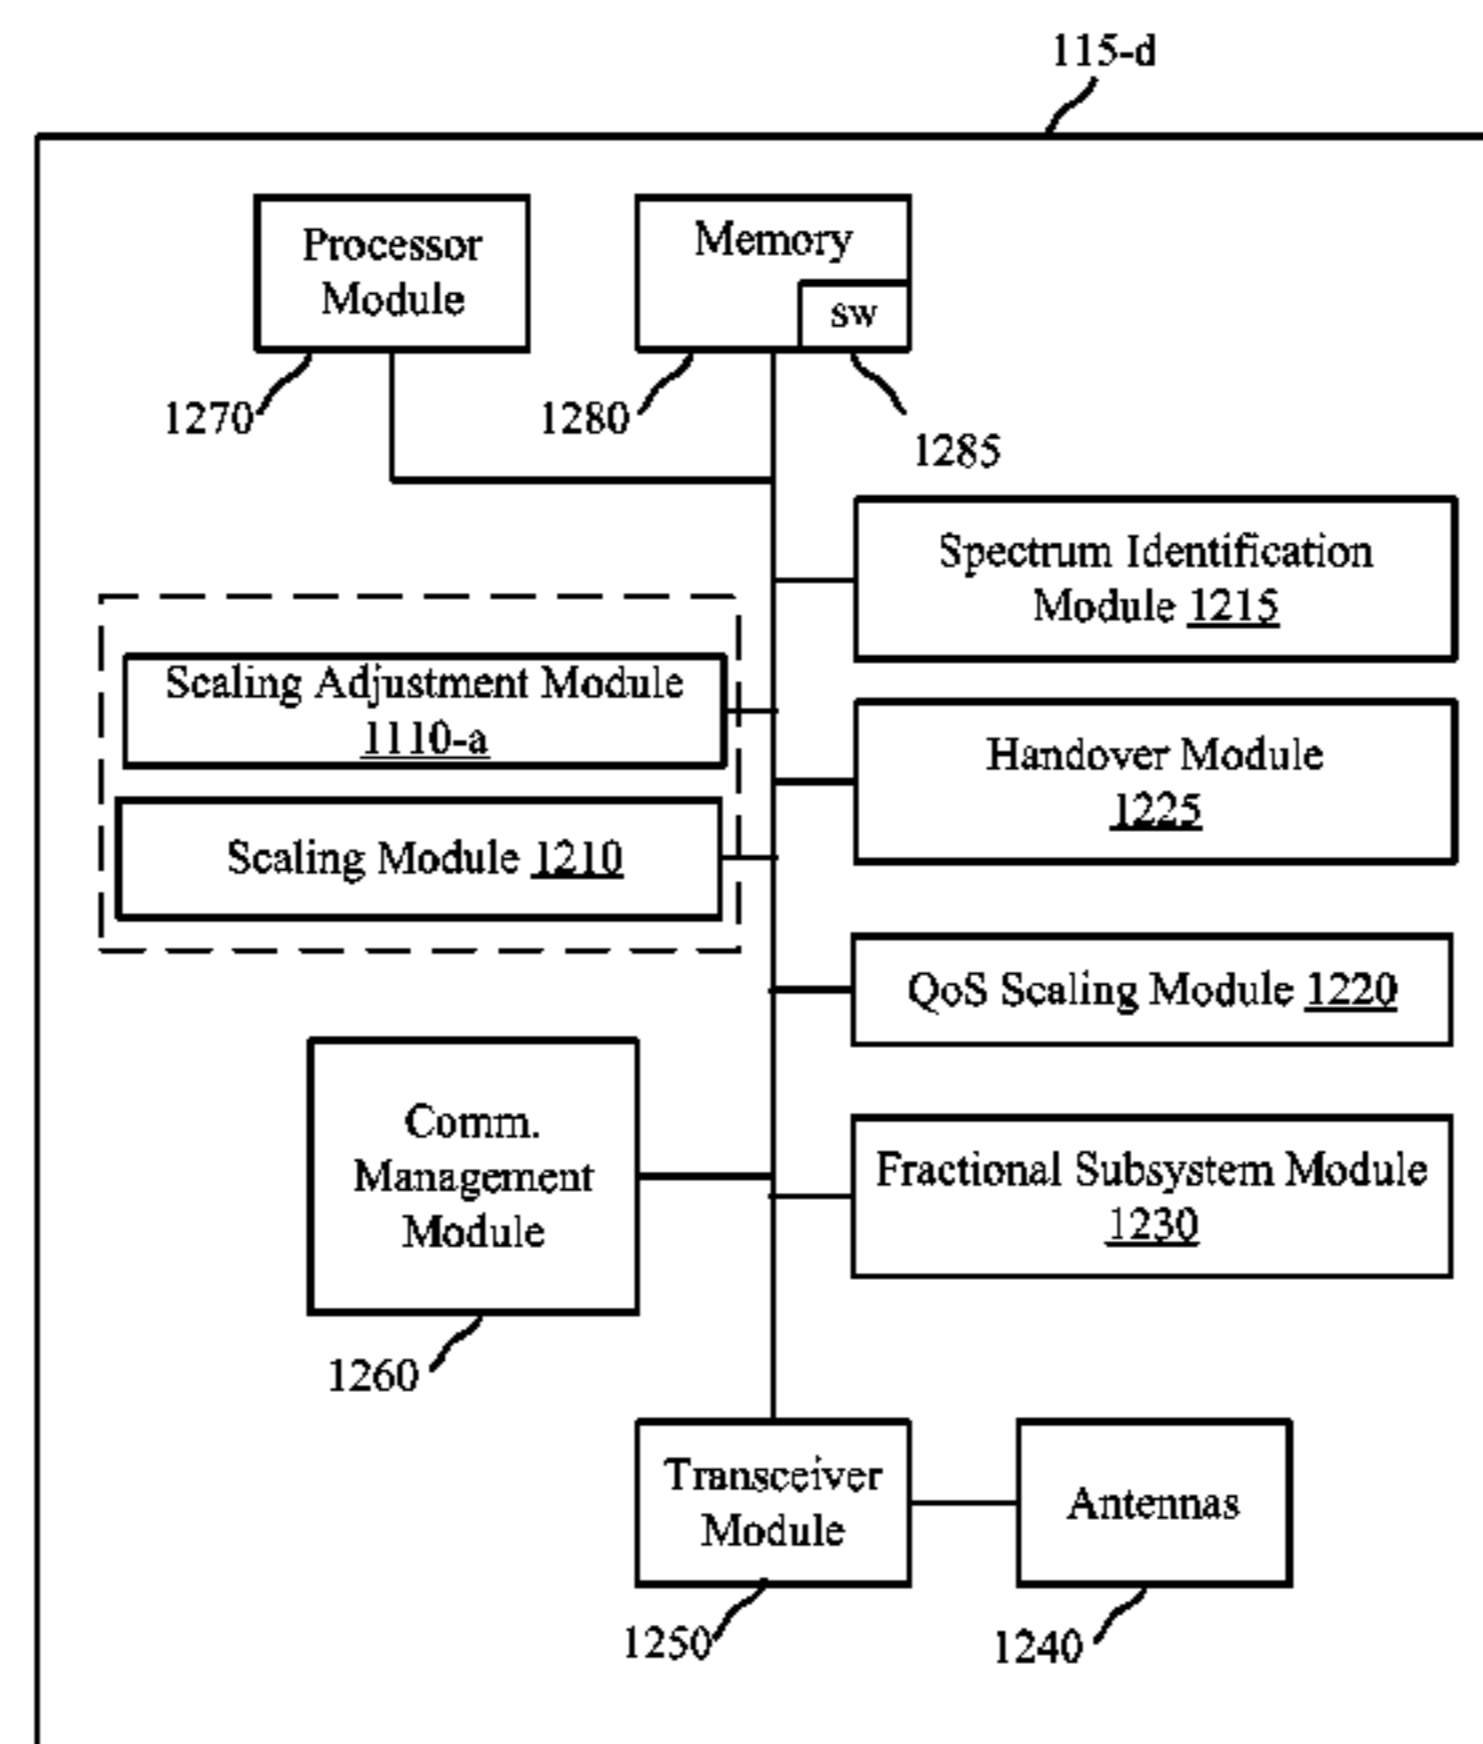 115-d
Processor
Module
Memory
sw
1270
1280
1285
Spectrum Identification
Module 1215
Scaling Adjustment Module
1110-a
Handover Module
1225
Scaling Module 1210
QoS Scaling Module 1220
Comm.
Management
Module
Fractional Subsystem Module
1230
1260
Transceiver
Module
Antennas
1250
1240